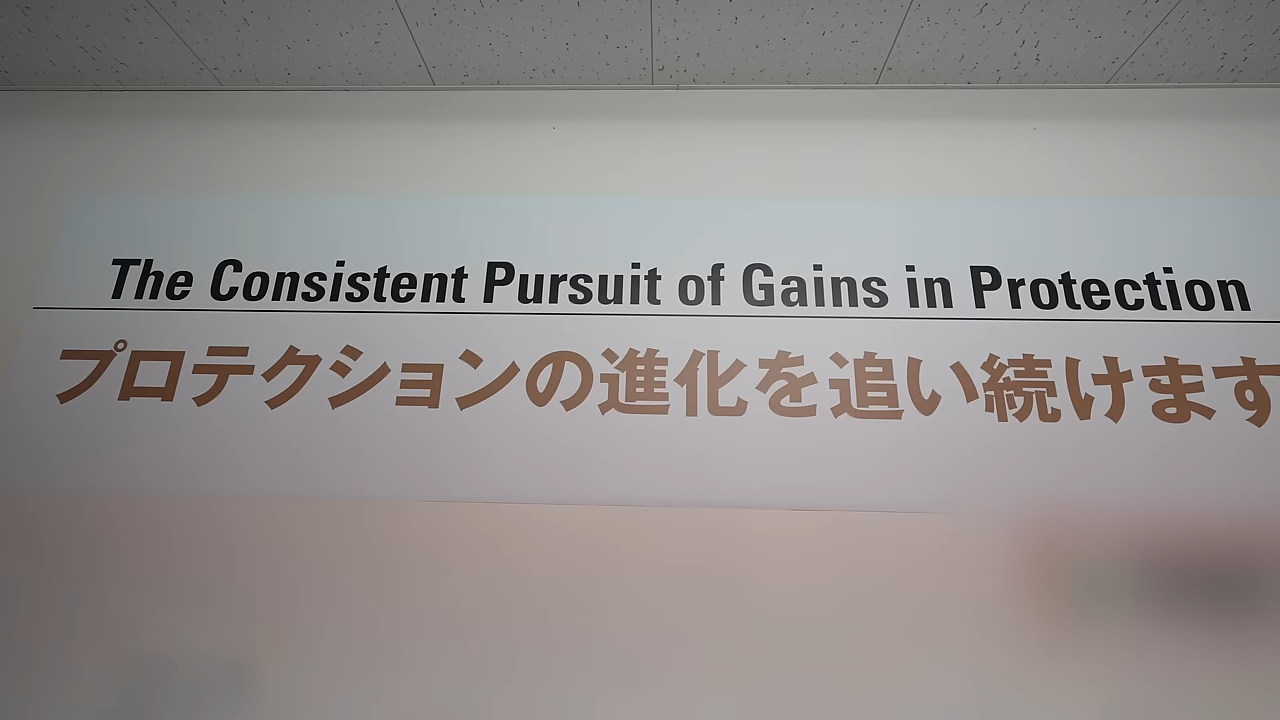 The Consistent Pursuit of Gains in Protection
プロテクションの進化を追い続けます